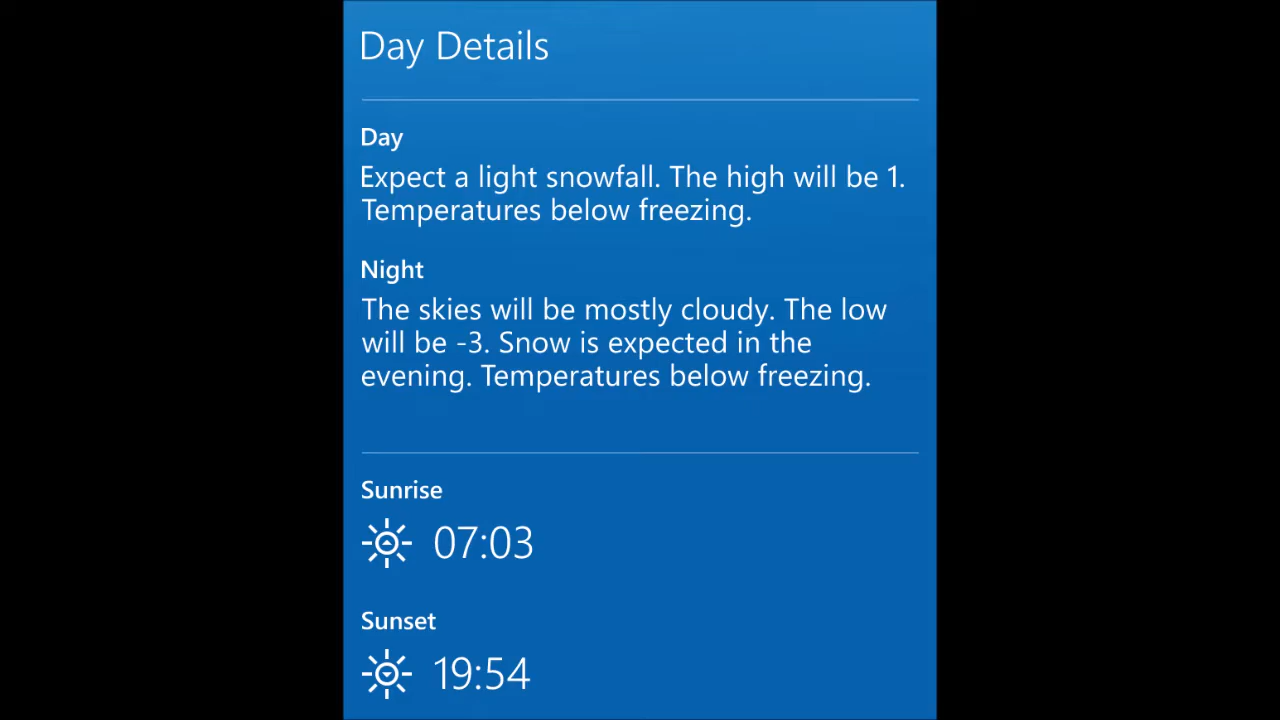 Day Details
Day
Expect a light snowfall. The high will be 1.
Temperatures below freezing.
Night
The skies will be mostly cloudy. The low
will be -3. Snow is expected in the
evening. Temperatures below freezing.
Sunrise
07:03
Sunset
19:54